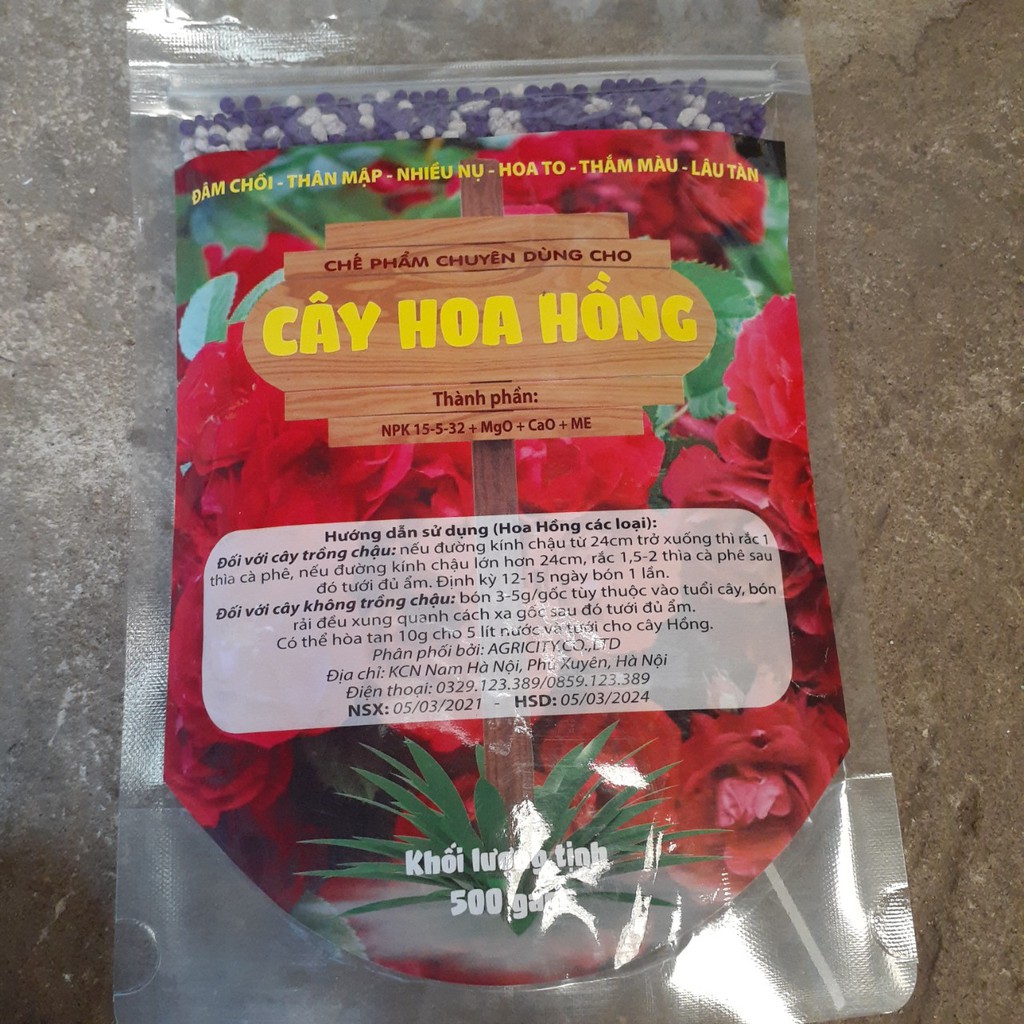 ĐÂM CHỒI - THÂN MẬP - NHIỀU NỤ - HOA TO - THẮM MÀU - LÂU TÀN
CHẾ PHẨM CHUYÊN DÙNG CHO
CÂY HOA HỒNG
Thành phần:
NPK 15-5-32 + MgO + CaO + ME
Hướng dẫn sử dụng (Hoa Hồng các loại):
Đối với cây trồng chậu: nếu đường kính chậu từ 24cm trở xuống thì rắc 1
thìa cà phê, nếu đường kính chậu lớn hơn 24cm, rắc 1,5-2 thìa cà phê sau
đó tưới đủ ẩm. Định kỳ 12-15 ngày bón 1 lần.
Đối với cây không trồng chậu: bón 3-5g/gốc tùy thuộc vào tuổi cây, bón
rải đều xung quanh cách xa gốc sau đó tưới đủ ẩm.
Có thể hòa tan 10g cho 5 lít nước và tưới cho cây Hồng.
Phân phối bởi: AGRICITY.CO.,LTD
Địa chỉ: KCN Nam Hà Nội, Phú Xuyên, Hà Nội
Điện thoại: 0329.123.389/0859.123.389
NSX: 05/03/2021 - HSD: 05/03/2024
Khối lượng tịnh
500